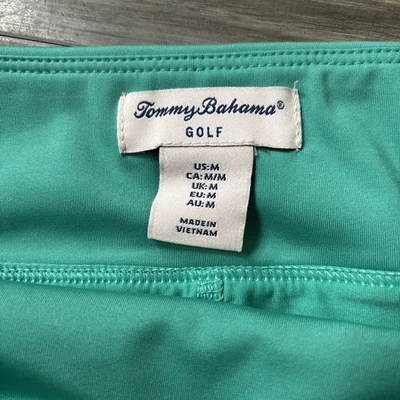 Tommy Bahama®
GOLF
US:M
CA:M/M
UK:M
EU:M
AU:M
MADE IN
VIETNAM